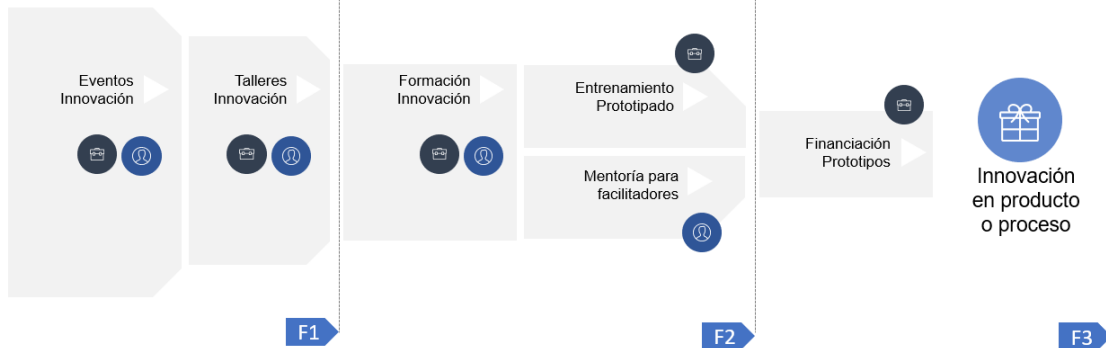 Eventos
Innovación
Talleres
Innovación
Formación
Innovación
Entrenamiento
Prototipado
Mentoría para
facilitadores
Financiación
Prototipos
Innovación
en producto
o proceso
F1
F2
F3